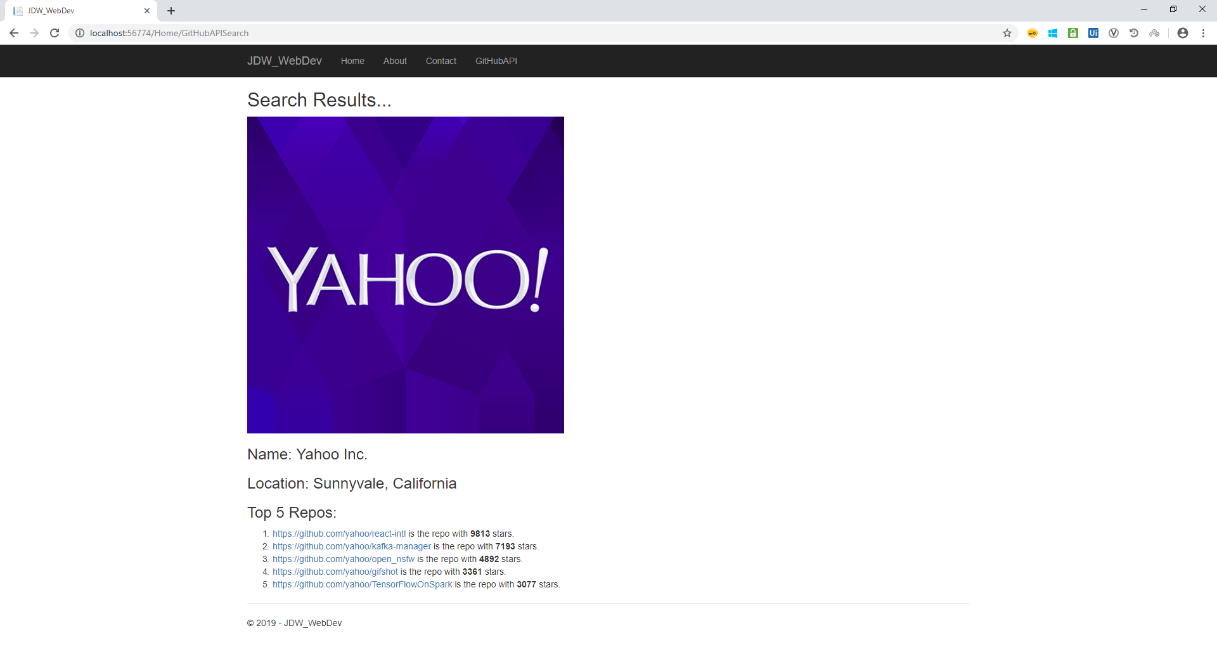 JDW_WebDev
localhost:56774/Home/GitHubAPISearch
JDW_WebDev Home About Contact GitHubAPI
Search Results...
YAHOO!
Name: Yahoo Inc.
Location: Sunnyvale, California
Top 5 Repos:
1. https://github.com/yahoo/react-intl is the repo with 9813 stars.
2. https://github.com/yahoo/kafka-manager is the repo with 7193 stars.
3. https://github.com/yahoo/open_nsfw is the repo with 4892 stars.
4. https://github.com/yahoo/gifshot is the repo with 3361 stars.
5. https://github.com/yahoo/TensorFlowOnSpark is the repo with 3077 stars.
© 2019 - JDW_WebDev